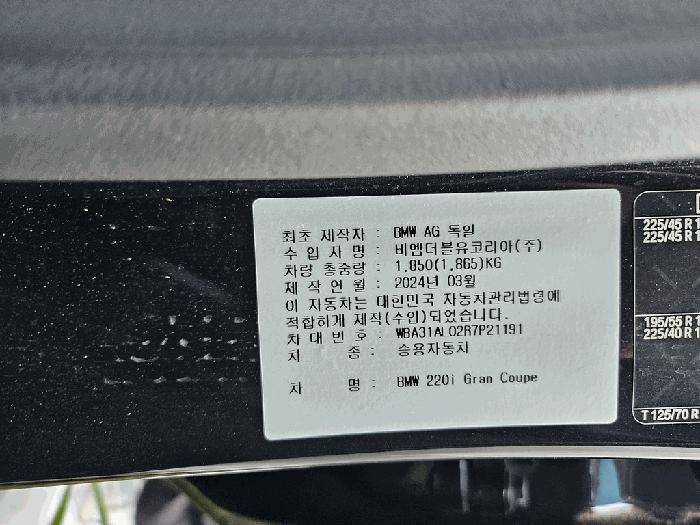 최초 제작자 : BMW AG 독일
수 입 사 명 : 비엠더블유코리아(주)
차량 총중량 : 1,850(1,865)KG
제 작 연 월 : 2024년 03월
이 자동차는 대한민국 자동차관리법령에
적합하게 제작(수입)되었습니다.
차 대 번 호 : WBA31AL02R7P21191
차 종 : 승용자동차
차 명 : BMW 220i Gran Coupe
225/45 R 1
225/45 R 1
195/55 R 1
225/40 R 1
T 125/70 R